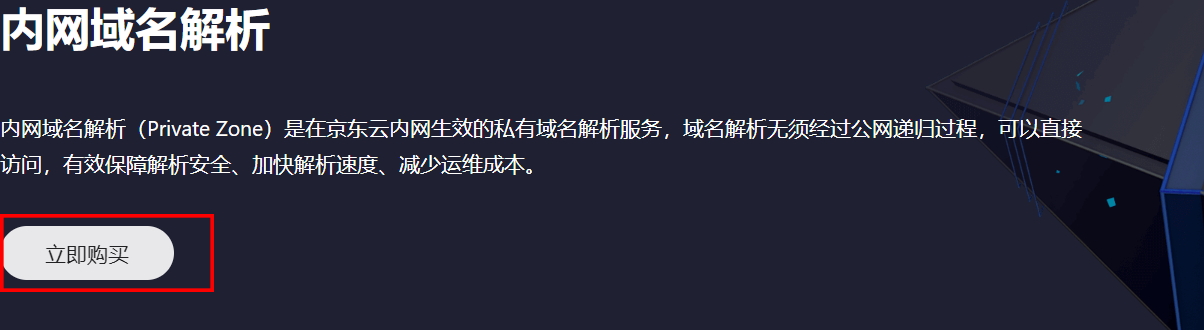 内网域名解析
内网域名解析（Private Zone）是在京东云内网生效的私有域名解析服务，域名解析无须经过公网递归过程，可以直接
访问，有效保障解析安全、加快解析速度、减少运维成本。
立即购买